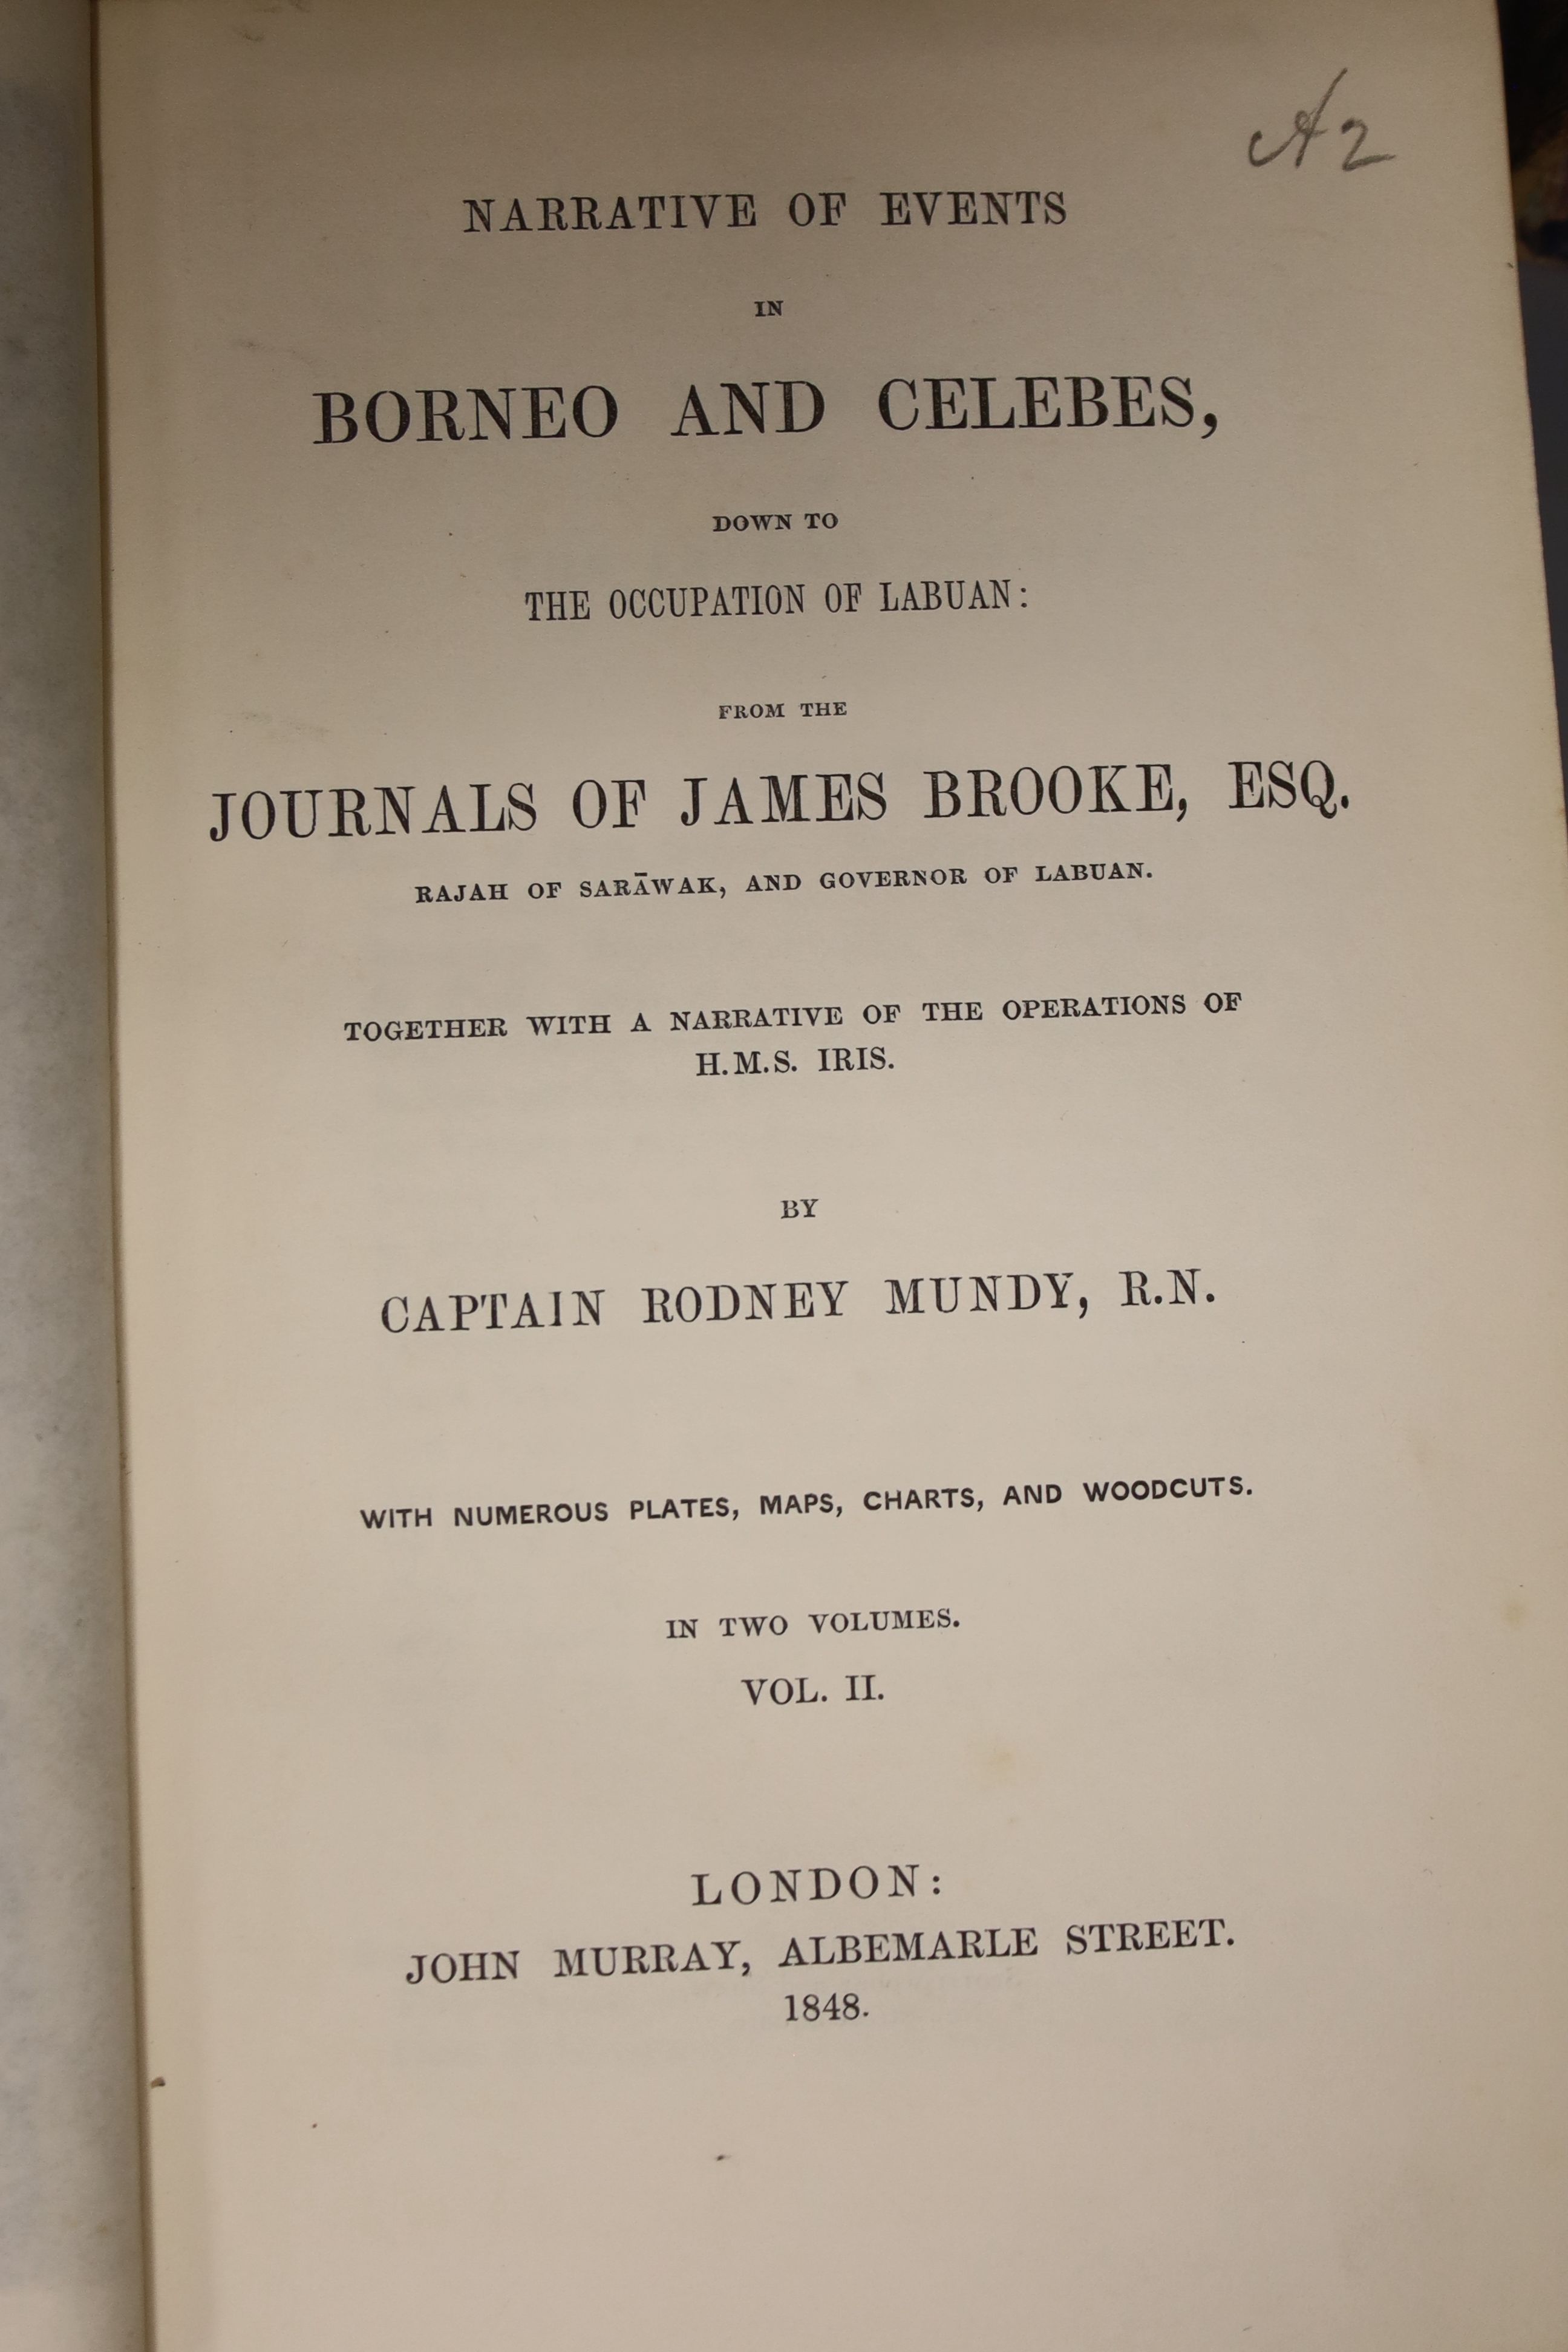 A2
NARRATIVE OF EVENTS
IN
BORNEO AND CELEBES,
DOWN TO
THE OCCUPATION OF LABUAN:
FROM THE
JOURNALS OF JAMES BROOKE, ESQ.
RAJAH OF SARĀWAK, AND GOVERNOR OF LABUAN.
TOGETHER WITH A NARRATIVE OF THE OPERATIONS OF
H.M.S. IRIS.
BY
CAPTAIN RODNEY MUNDY, R.N.
WITH NUMEROUS PLATES, MAPS, CHARTS, AND WOODCUTS.
IN TWO VOLUMES.
VOL. II.
LONDON:
JOHN MURRAY, ALBEMARLE STREET.
1848.